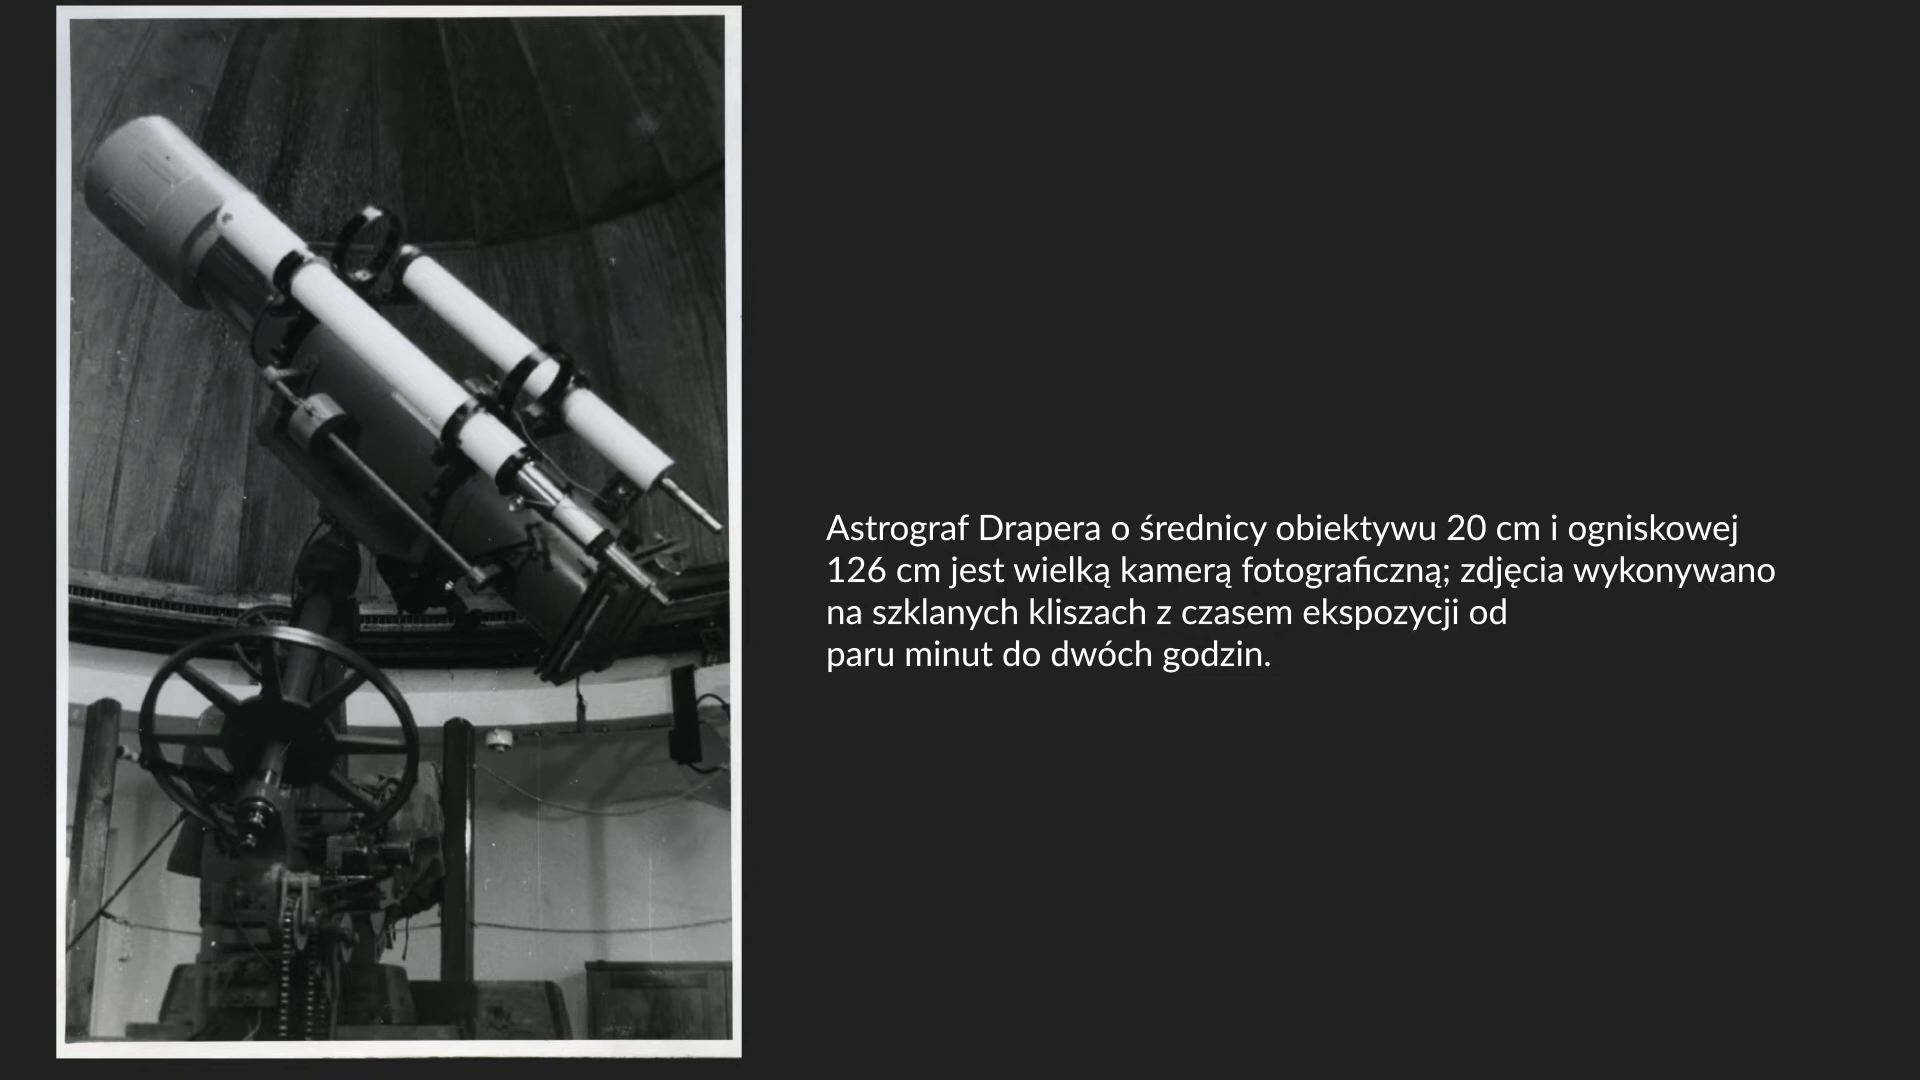 Astrograf Drapera o średnicy obiektywu 20 cm i ogniskowej
126 cm jest wielką kamerą fotograficzną; zdjęcia wykonywano
na szklanych kliszach z czasem ekspozycji od
paru minut do dwóch godzin.